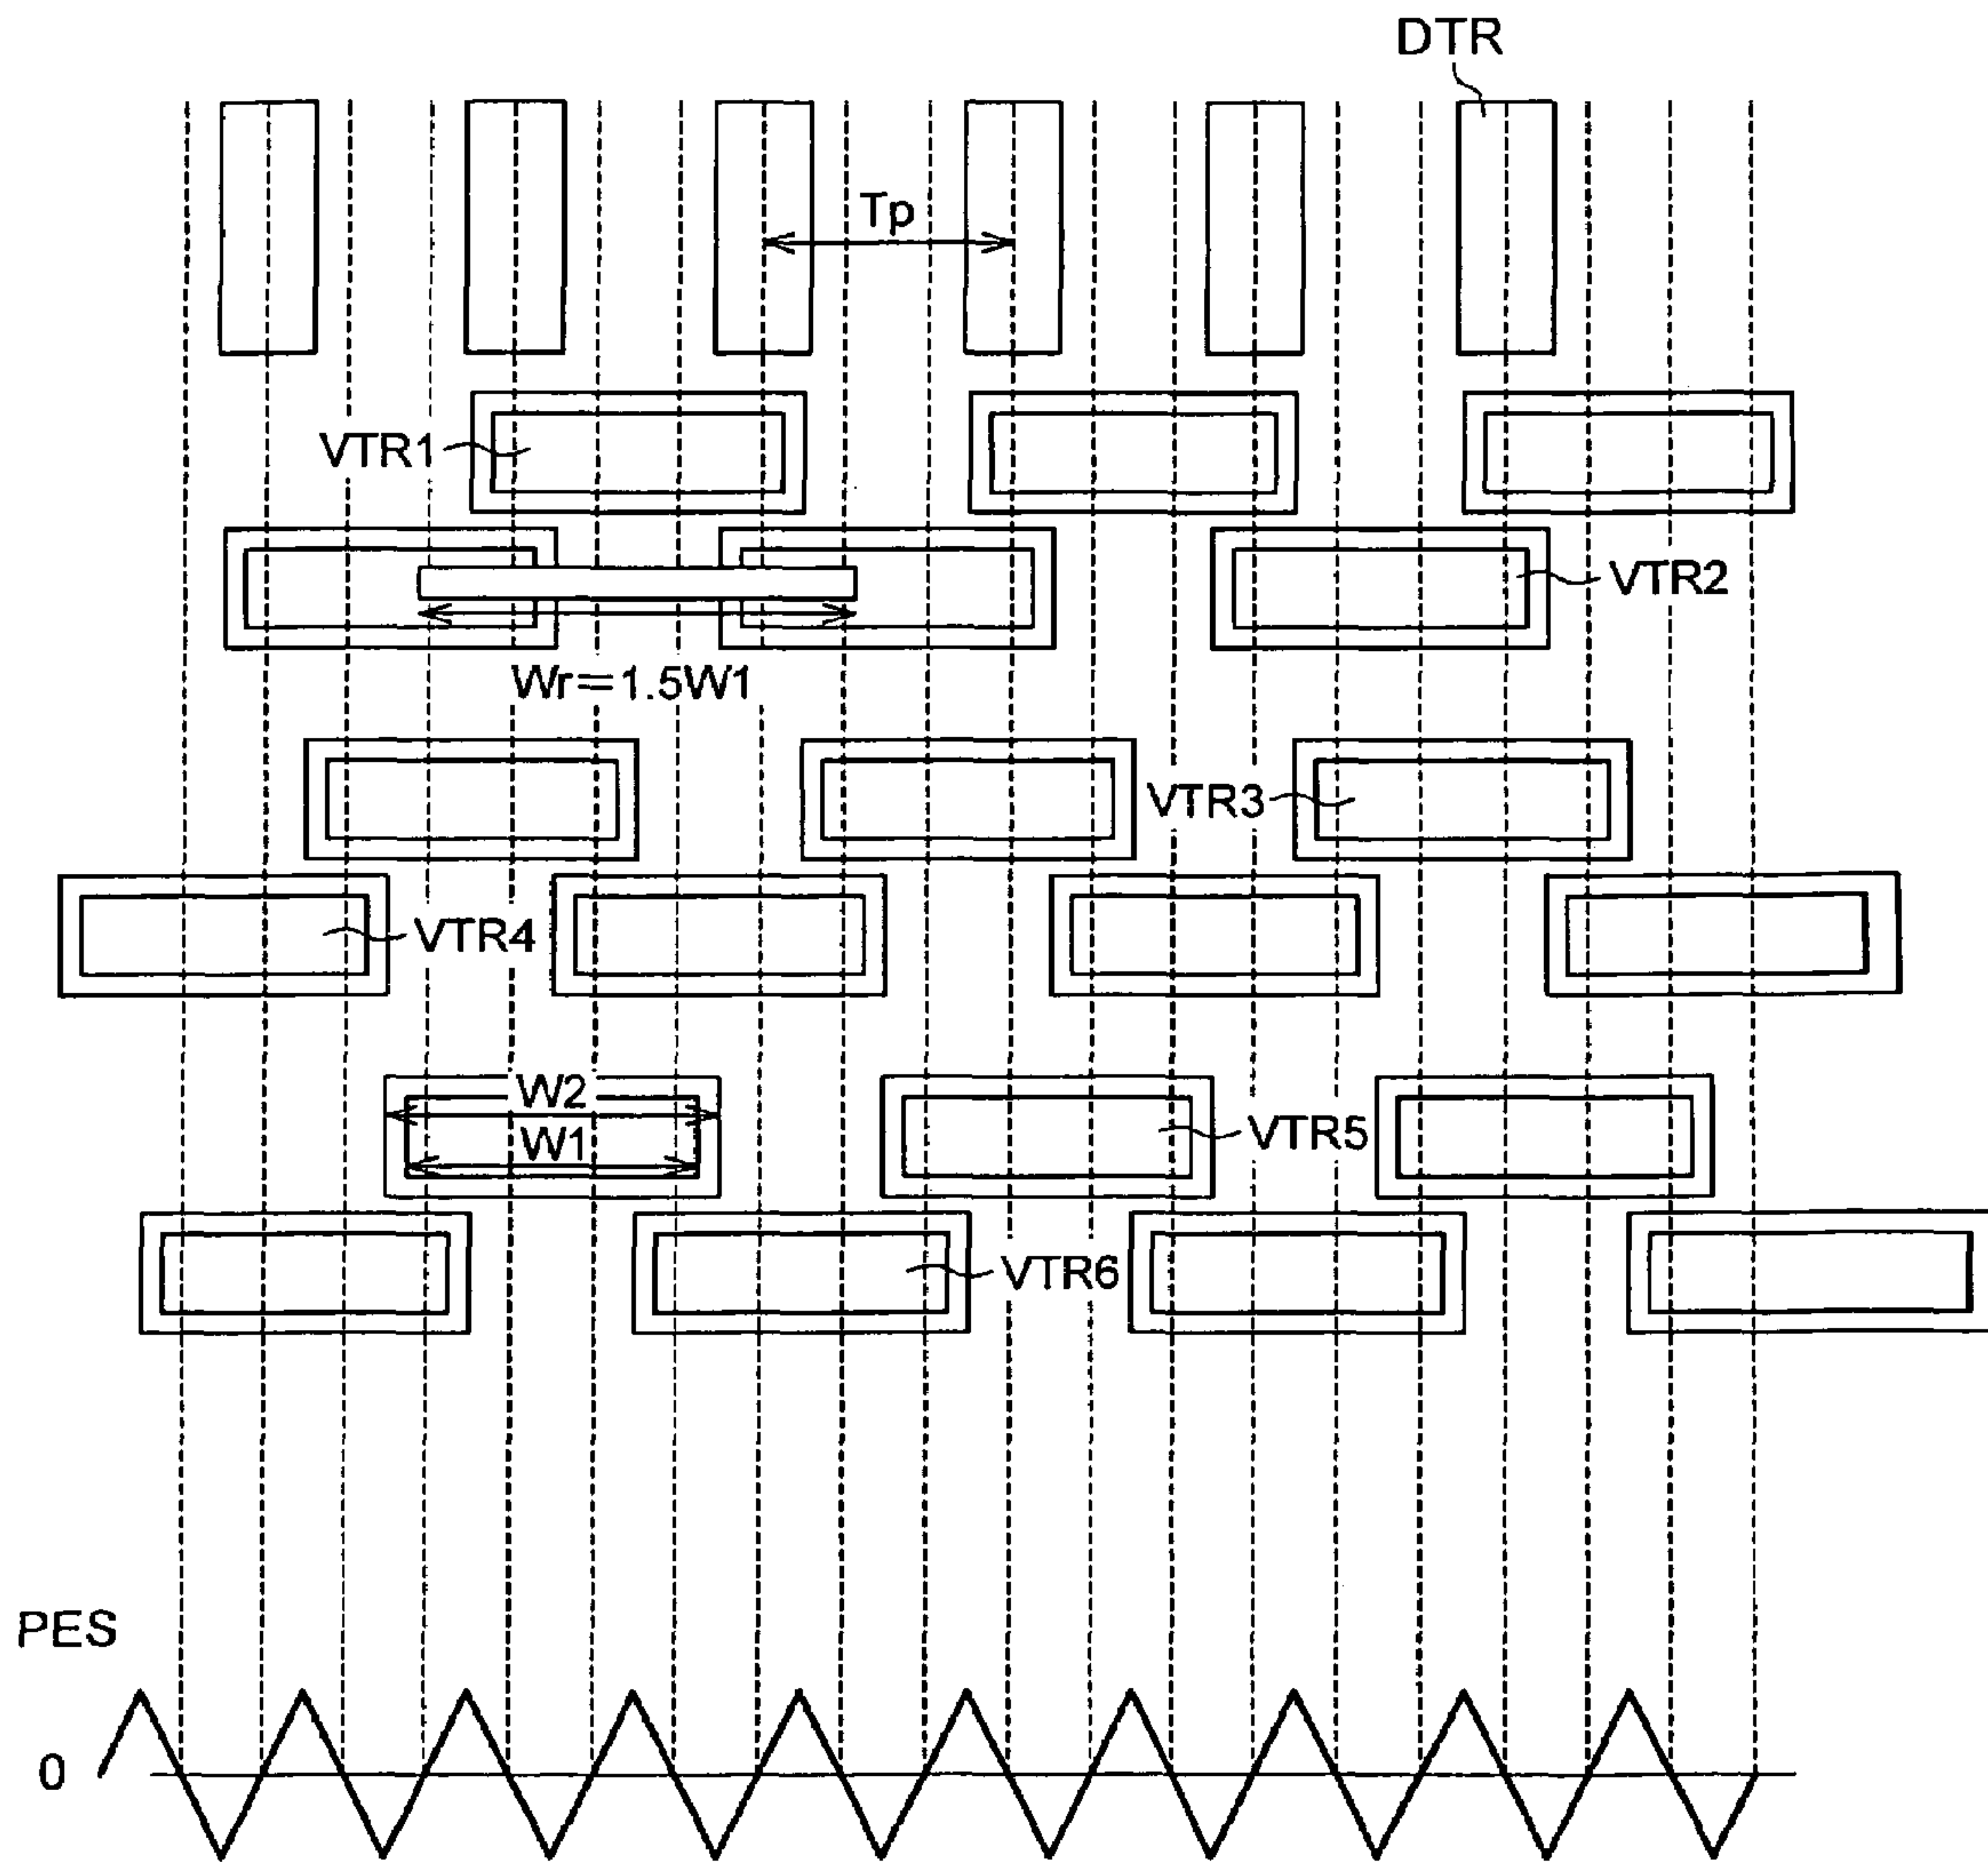 DTR
Tp
VTR1
VTR2
Wr=1.5W1
VTR3
VTR4
W2
W1
VTR5
VTR6
PES
0